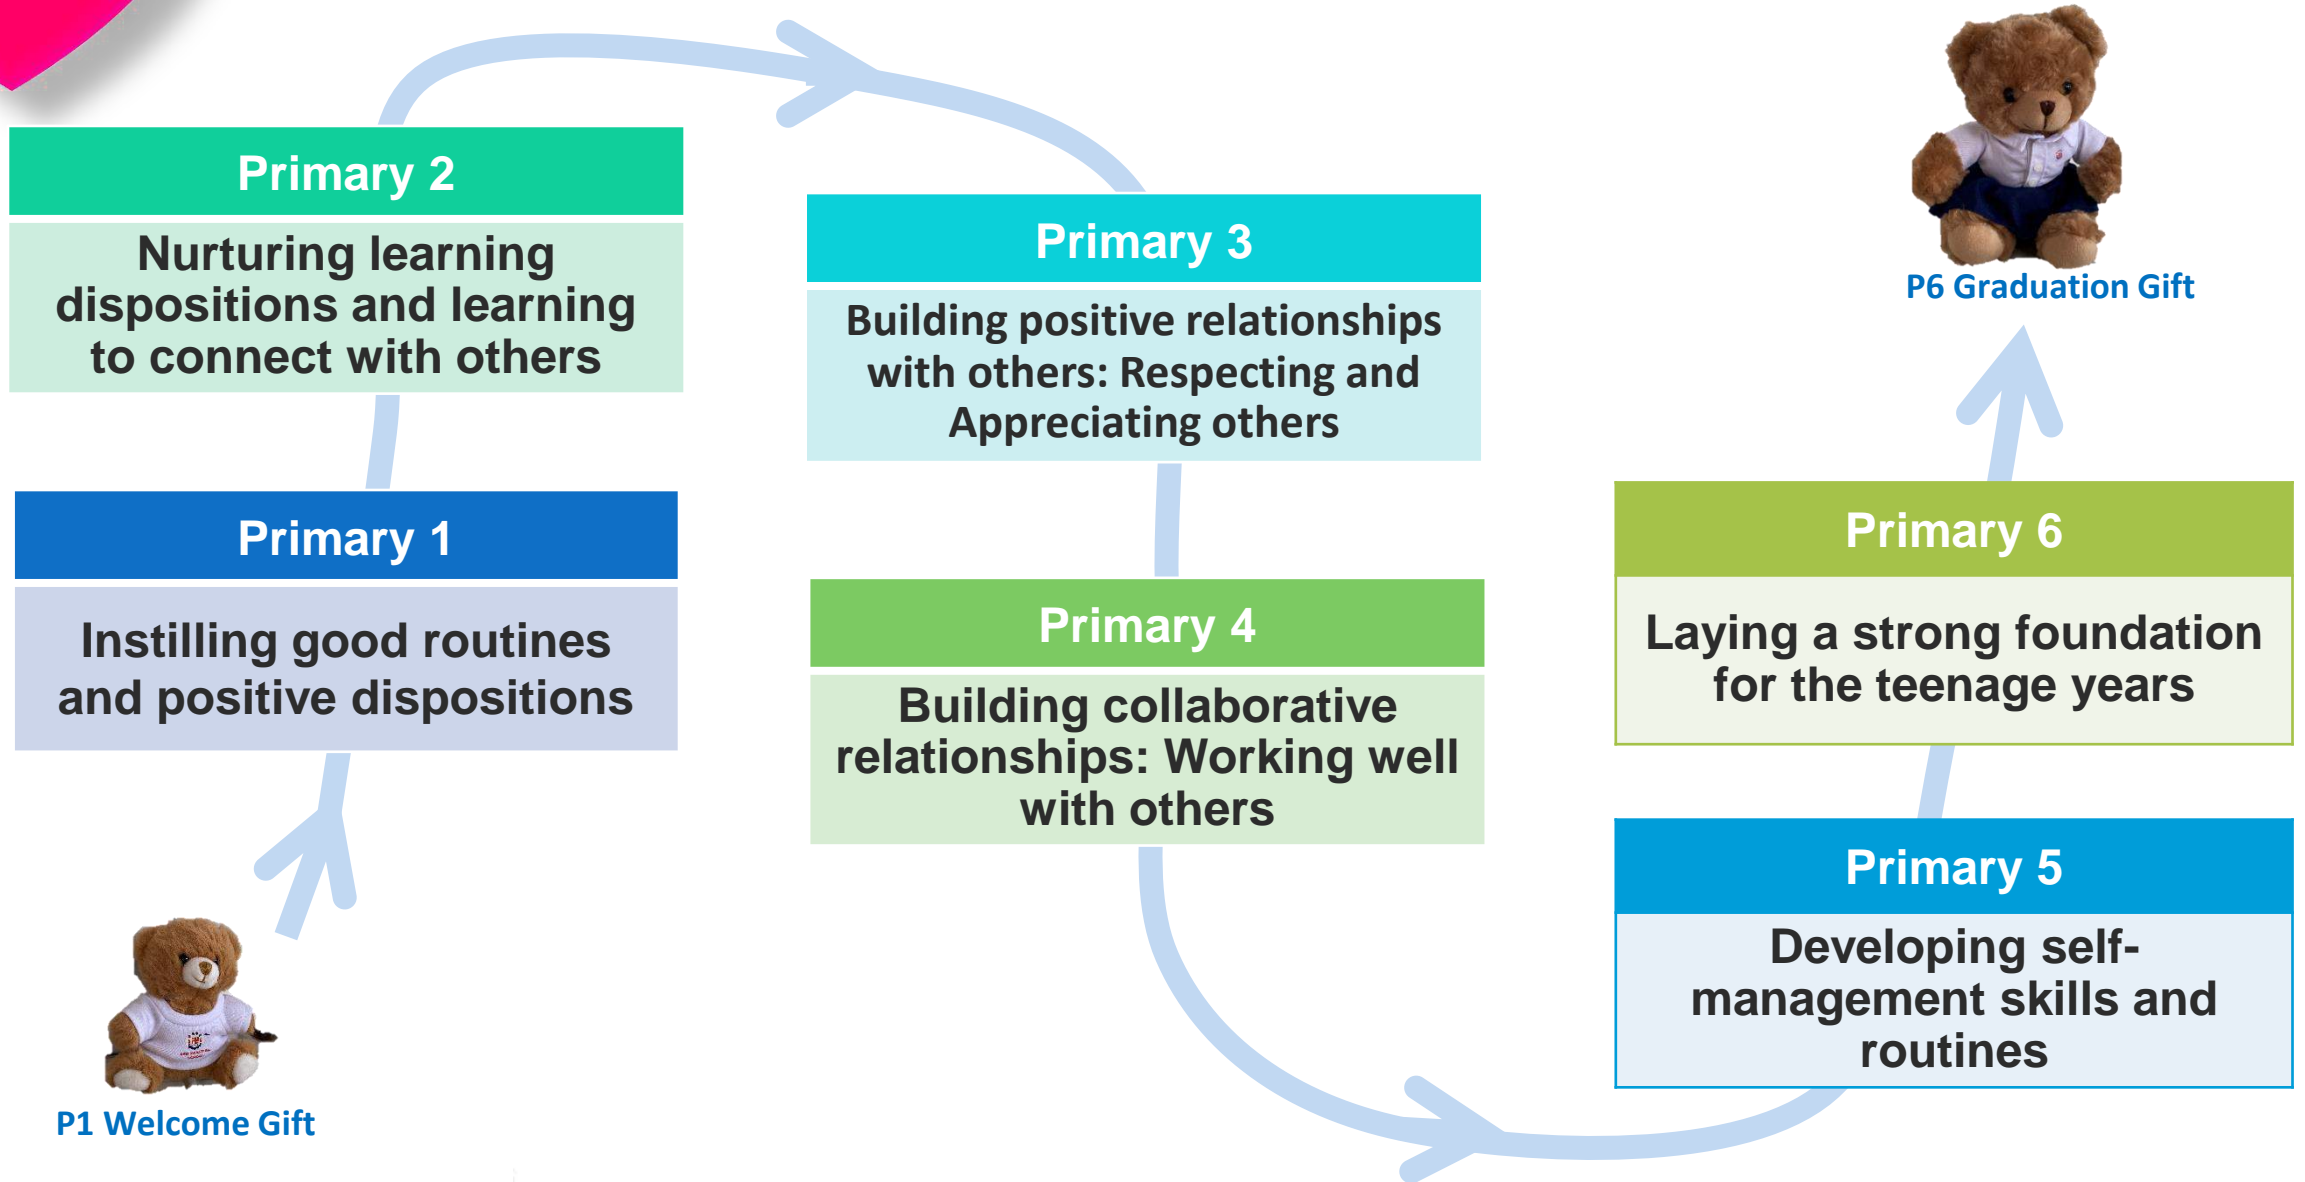 Primary 2
Nurturing learning
dispositions and learning
to connect with others
Primary 1
Instilling good routines
and positive dispositions
P1 Welcome Gift
Primary 3
Building positive relationships
with others: Respecting and
Appreciating others
Primary 4
Building collaborative
relationships: Working well
with others
P6 Graduation Gift
Primary 6
Laying a strong foundation
for the teenage years
Primary 5
Developing self-
management skills and
routines